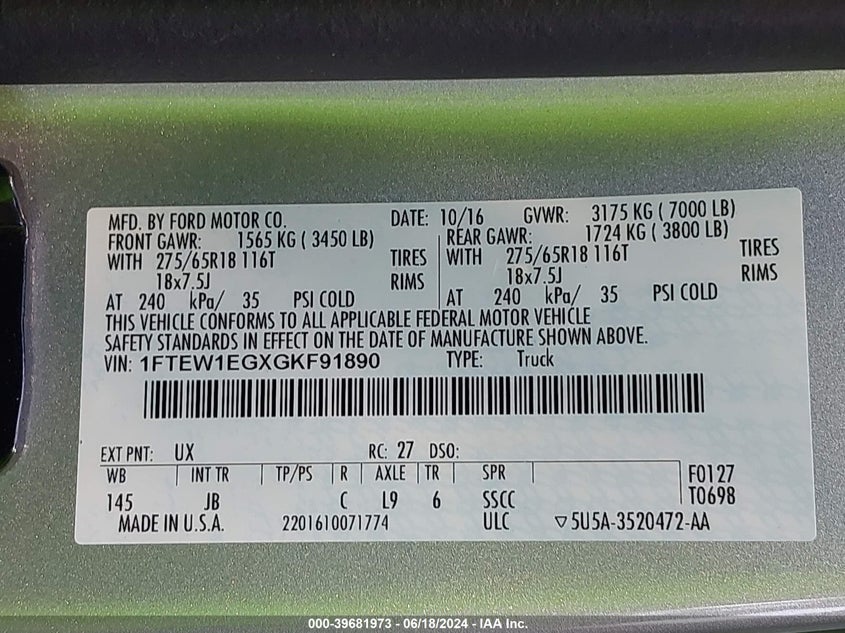 MFD. BY FORD MOTOR CO. DATE: 10/16 GVWR: 3175 KG ( 7000 LB)
FRONT GAWR: 1565 KG ( 3450 LB) REAR GAWR: 1724 KG ( 3800 LB)
WITH 275/65R18 116T TIRES WITH 275/65R18 116T TIRES
18x7.5J RIMS 18x7.5J RIMS
AT 240 kPa/ 35 PSI COLD AT 240 kPa/ 35 PSI COLD
THIS VEHICLE CONFORMS TO ALL APPLICABLE FEDERAL MOTOR VEHICLE
SAFETY STANDARDS IN EFFECT ON THE DATE OF MANUFACTURE SHOWN ABOVE.
VIN: 1FTEW1EGXGKF91890 TYPE: Truck
EXT PNT: UX RC: 27 DSO:
WB INT TR TP/PS R AXLE TR SPR F0127
145 JB C L9 6 SSCC T0698
MADE IN U.S.A. 2201610071774 ULC ▽5U5A-3520472-AA
000-39681973 - 06/18/2024 - IAA Inc.